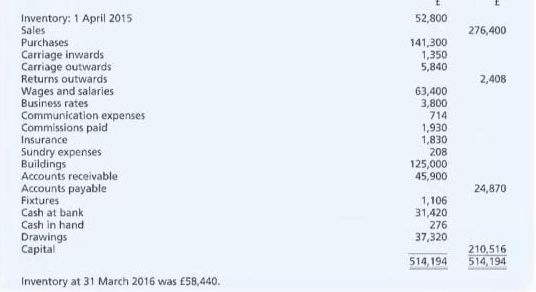 £ £
Inventory: 1 April 2015 52,800
Sales 276,400
Purchases 141,300
Carriage inwards 1,350
Carriage outwards 5,840
Returns outwards 2,408
Wages and salaries 63,400
Business rates 3,800
Communication expenses 714
Commissions paid 1,930
Insurance 1,830
Sundry expenses 208
Buildings 125,000
Accounts receivable 45,900
Accounts payable 24,870
Fixtures 1,106
Cash at bank 31,420
Cash in hand 276
Drawings 37,320
Capital 210,516
514,194 514,194
Inventory at 31 March 2016 was £58,440.